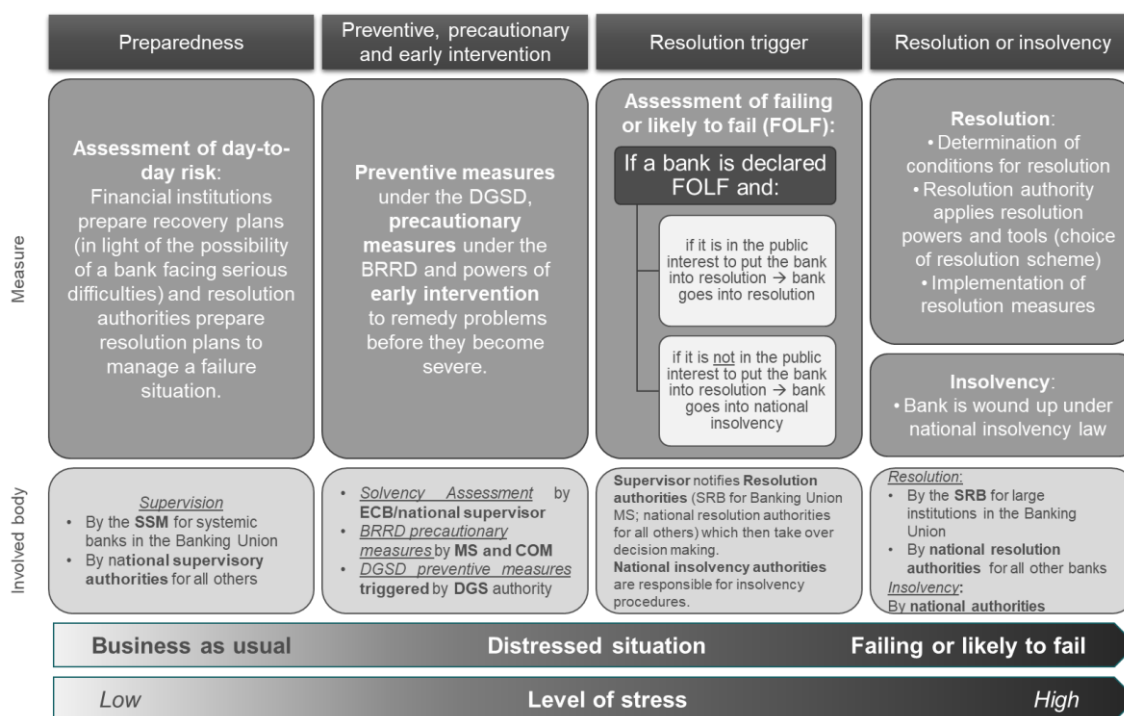 Preparedness
Preventive, precautionary
and early intervention
Resolution trigger
Resolution or insolvency
Measure
Assessment of day-to-
day risk:
Financial institutions
prepare recovery plans
(in light of the possibility
of a bank facing serious
difficulties) and resolution
authorities prepare
resolution plans to
manage a failure
situation.
Preventive measures
under the DGSD,
precautionary
measures under the
BRRD and powers of
early intervention
to remedy problems
before they become
severe.
Assessment of failing
or likely to fail (FOLF):
If a bank is declared
FOLF and:
if it is in the public
interest to put the bank
into resolution → bank
goes into resolution
if it is not in the public
interest to put the bank
into resolution → bank
goes into national
insolvency
Resolution:
• Determination of
conditions for resolution
• Resolution authority
applies resolution
powers and tools (choice
of resolution scheme)
• Implementation of
resolution measures
Insolvency:
• Bank is wound up under
national insolvency law
Involved body
Supervision
• By the SSM for systemic
banks in the Banking Union
• By national supervisory
authorities for all others
• Solvency Assessment by
ECB/national supervisor
• BRRD precautionary
measures by MS and COM
• DGSD preventive measures
triggered by DGS authority
Supervisor notifies Resolution
authorities (SRB for Banking Union
MS; national resolution authorities
for all others) which then take over
decision making.
National insolvency authorities
are responsible for insolvency
procedures.
Resolution:
• By the SRB for large
institutions in the Banking
Union
• By national resolution
authorities for all other banks
Insolvency:
By national authorities
Business as usual
Distressed situation
Failing or likely to fail
Low
Level of stress
High